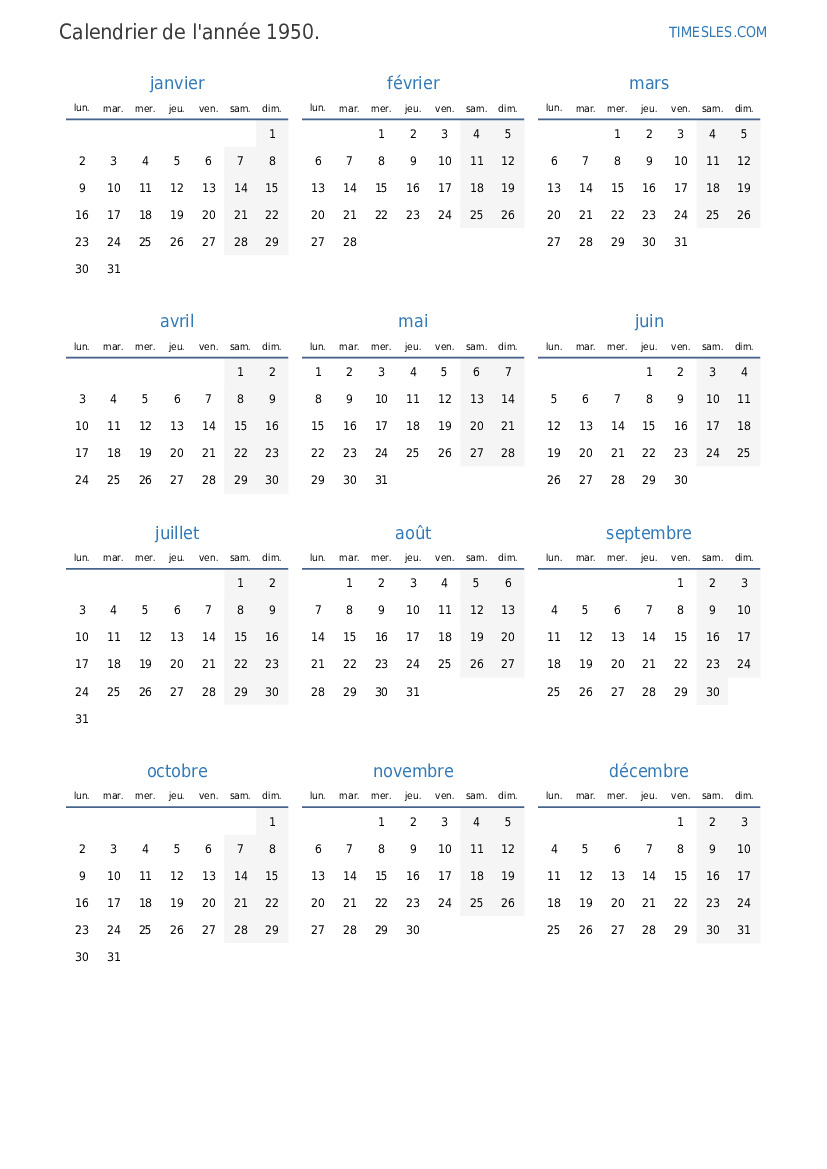 Calendrier de l'année 1950.
TIMESLES.COM
janvier
lun. mar. mer. jeu. ven. sam. dim.
1
2 3 4 5 6 7 8
9 10 11 12 13 14 15
16 17 18 19 20 21 22
23 24 25 26 27 28 29
30 31
février
lun. mar. mer. jeu. ven. sam. dim.
1 2 3 4 5
6 7 8 9 10 11 12
13 14 15 16 17 18 19
20 21 22 23 24 25 26
27 28
mars
lun. mar. mer. jeu. ven. sam. dim.
1 2 3 4 5
6 7 8 9 10 11 12
13 14 15 16 17 18 19
20 21 22 23 24 25 26
27 28 29 30 31
avril
lun. mar. mer. jeu. ven. sam. dim.
1 2
3 4 5 6 7 8 9
10 11 12 13 14 15 16
17 18 19 20 21 22 23
24 25 26 27 28 29 30
mai
lun. mar. mer. jeu. ven. sam. dim.
1 2 3 4 5 6 7
8 9 10 11 12 13 14
15 16 17 18 19 20 21
22 23 24 25 26 27 28
29 30 31
juin
lun. mar. mer. jeu. ven. sam. dim.
1 2 3 4
5 6 7 8 9 10 11
12 13 14 15 16 17 18
19 20 21 22 23 24 25
26 27 28 29 30
juillet
lun. mar. mer. jeu. ven. sam. dim.
1 2
3 4 5 6 7 8 9
10 11 12 13 14 15 16
17 18 19 20 21 22 23
24 25 26 27 28 29 30
31
août
lun. mar. mer. jeu. ven. sam. dim.
1 2 3 4 5 6
7 8 9 10 11 12 13
14 15 16 17 18 19 20
21 22 23 24 25 26 27
28 29 30 31
septembre
lun. mar. mer. jeu. ven. sam. dim.
1 2 3
4 5 6 7 8 9 10
11 12 13 14 15 16 17
18 19 20 21 22 23 24
25 26 27 28 29 30
octobre
lun. mar. mer. jeu. ven. sam. dim.
1
2 3 4 5 6 7 8
9 10 11 12 13 14 15
16 17 18 19 20 21 22
23 24 25 26 27 28 29
30 31
novembre
lun. mar. mer. jeu. ven. sam. dim.
1 2 3 4 5
6 7 8 9 10 11 12
13 14 15 16 17 18 19
20 21 22 23 24 25 26
27 28 29 30
décembre
lun. mar. mer. jeu. ven. sam. dim.
1 2 3
4 5 6 7 8 9 10
11 12 13 14 15 16 17
18 19 20 21 22 23 24
25 26 27 28 29 30 31